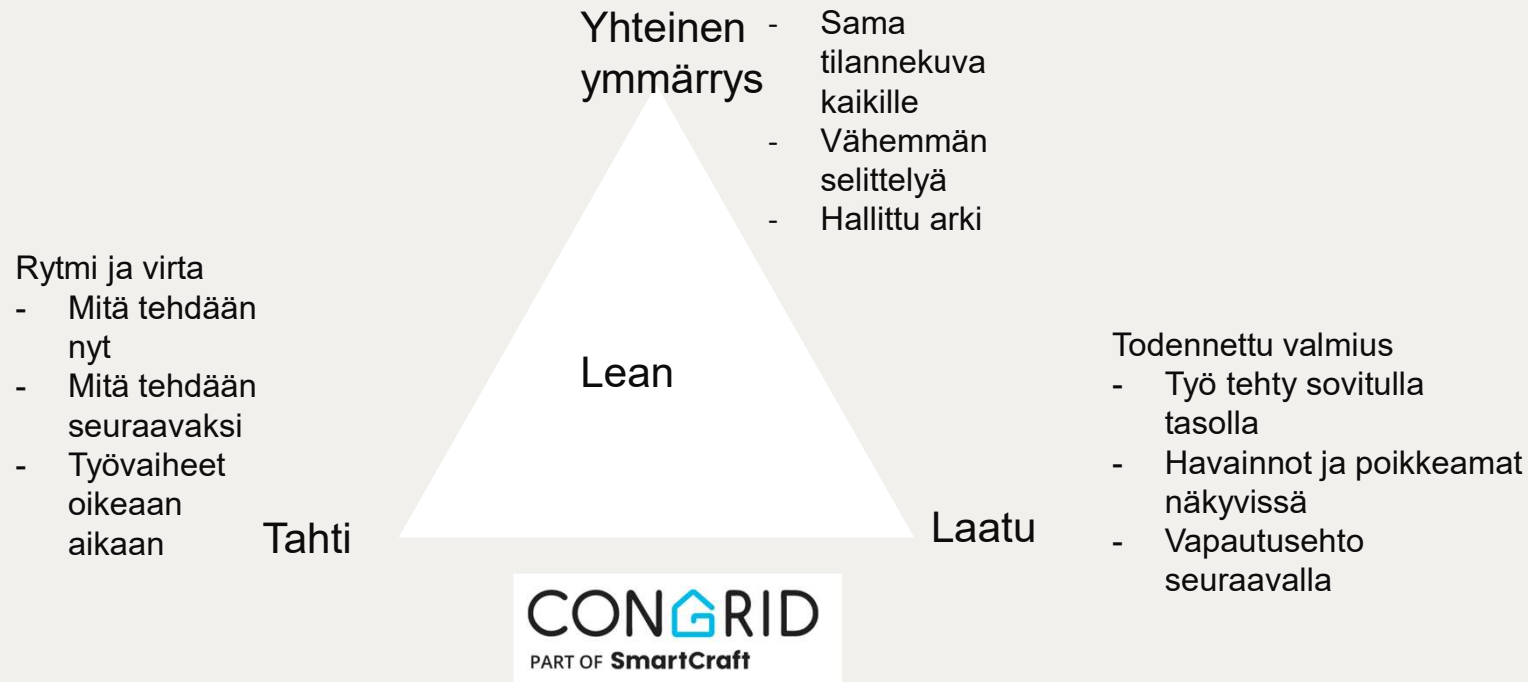 Yhteinen
ymmärrys
- Sama
tilannekuva
kaikille
- Vähemmän
selittelyä
- Hallittu arki
Rytmi ja virta
- Mitä tehdään
nyt
- Mitä tehdään
seuraavaksi
- Työvaiheet
oikeaan
aikaan
Tahti
Lean
Laatu
Todennettu valmius
- Työ tehty sovitulla
tasolla
- Havainnot ja poikkeamat
näkyvissä
- Vapautusehto
seuraavalla
CONGRID
PART OF SmartCraft